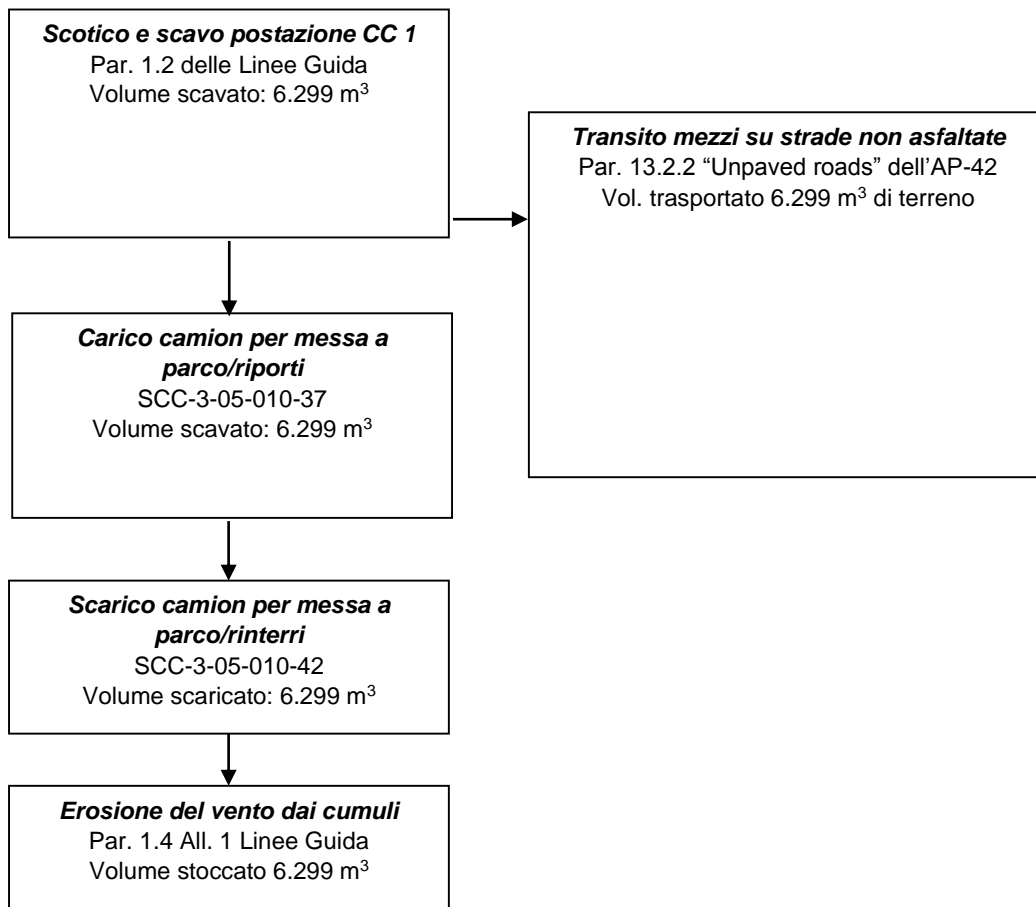 Scotico e scavo postazione CC 1
Par. 1.2 delle Linee Guida
Volume scavato: 6.299 m³
Transito mezzi su strade non asfaltate
Par. 13.2.2 “Unpaved roads” dell’AP-42
Vol. trasportato 6.299 m³ di terreno
Carico camion per messa a
parco/riporti
SCC-3-05-010-37
Volume scavato: 6.299 m³
Scarico camion per messa a
parco/rinterri
SCC-3-05-010-42
Volume scaricato: 6.299 m³
Erosione del vento dai cumuli
Par. 1.4 All. 1 Linee Guida
Volume stoccato 6.299 m³